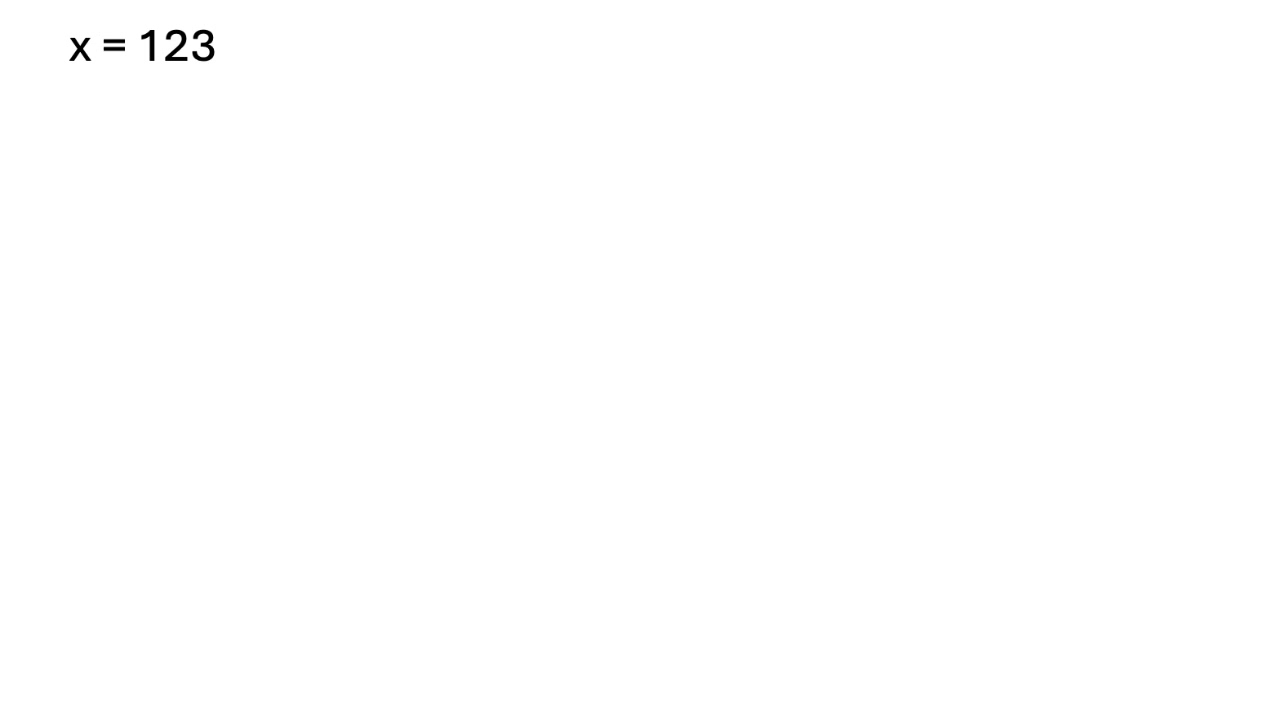 x = 123